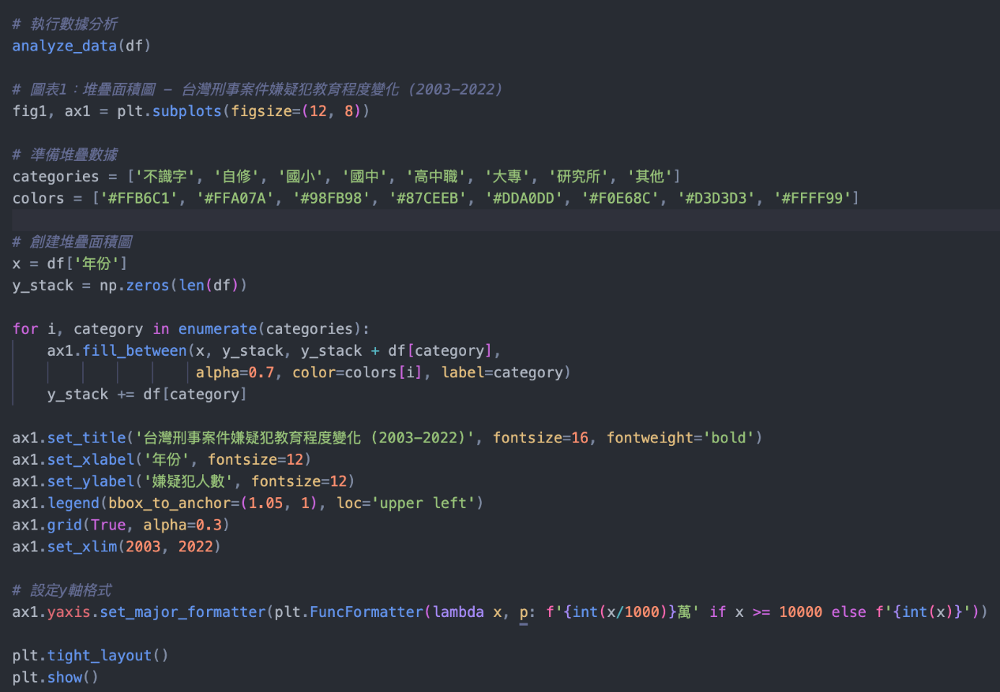 # 執行數據分析
analyze_data(df)
# 圖表1：堆疊面積圖 - 台灣刑事案件嫌疑犯教育程度變化 (2003-2022)
fig1, ax1 = plt.subplots(figsize=(12, 8))
# 準備堆疊數據
categories = ['不識字', '自修', '國小', '國中', '高中職', '大專', '研究所', '其他']
colors = ['#FFB6C1', '#FFA07A', '#98FB98', '#87CEEB', '#DDA0DD', '#F0E68C', '#D3D3D3', '#FFFF99']
# 創建堆疊面積圖
x = df['年份']
y_stack = np.zeros(len(df))
for i, category in enumerate(categories):
    ax1.fill_between(x, y_stack, y_stack + df[category],
                     alpha=0.7, color=colors[i], label=category)
    y_stack += df[category]
ax1.set_title('台灣刑事案件嫌疑犯教育程度變化 (2003-2022)', fontsize=16, fontweight='bold')
ax1.set_xlabel('年份', fontsize=12)
ax1.set_ylabel('嫌疑犯人數', fontsize=12)
ax1.legend(bbox_to_anchor=(1.05, 1), loc='upper left')
ax1.grid(True, alpha=0.3)
ax1.set_xlim(2003, 2022)
# 設定y軸格式
ax1.yaxis.set_major_formatter(plt.FuncFormatter(lambda x, p: f'{int(x/1000)}萬' if x >= 10000 else f'{int(x)}'))
plt.tight_layout()
plt.show()